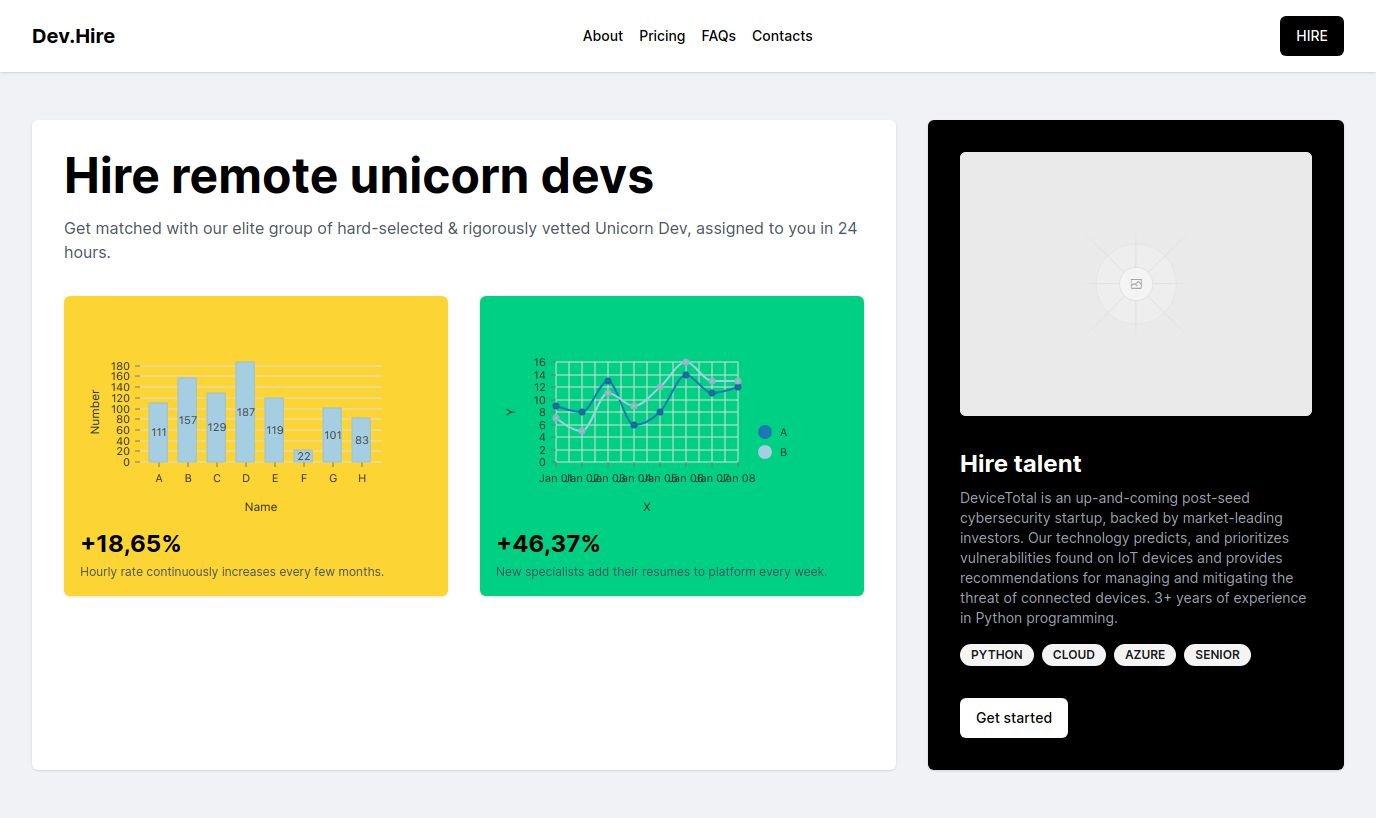 Dev.Hire
About Pricing FAQs Contacts
HIRE
Hire remote unicorn devs
Get matched with our elite group of hard-selected & rigorously vetted Unicorn Dev, assigned to you in 24
hours.
180
160
140
120
100
80
60
40
20
0
Number
111 157 129 187 119 22 101 83
A B C D E F G H
Name
+18,65%
Hourly rate continuously increases every few months.
16
14
12
10
8
6
4
2
0
Y
A
B
Jan 01 Jan 02 Jan 03 Jan 04 Jan 05 Jan 06 Jan 07 Jan 08
X
+46,37%
New specialists add their resumes to platform every week.
Hire talent
DeviceTotal is an up-and-coming post-seed
cybersecurity startup, backed by market-leading
investors. Our technology predicts, and prioritizes
vulnerabilities found on IoT devices and provides
recommendations for managing and mitigating the
threat of connected devices. 3+ years of experience
in Python programming.
PYTHON CLOUD AZURE SENIOR
Get started